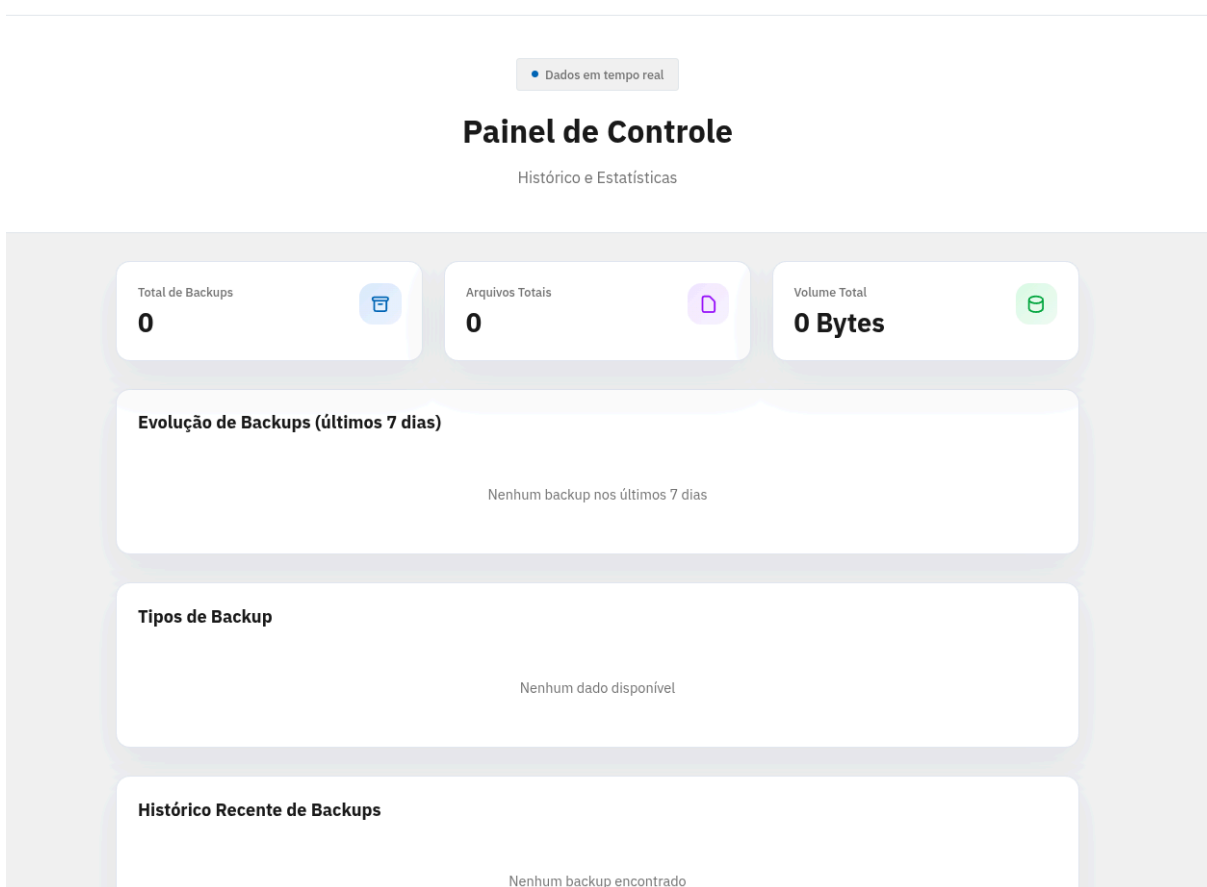 Dados em tempo real
Painel de Controle
Histórico e Estatísticas
Total de Backups
0
Arquivos Totais
0
Volume Total
0 Bytes
Evolução de Backups (últimos 7 dias)
Nenhum backup nos últimos 7 dias
Tipos de Backup
Nenhum dado disponível
Histórico Recente de Backups
Nenhum backup encontrado